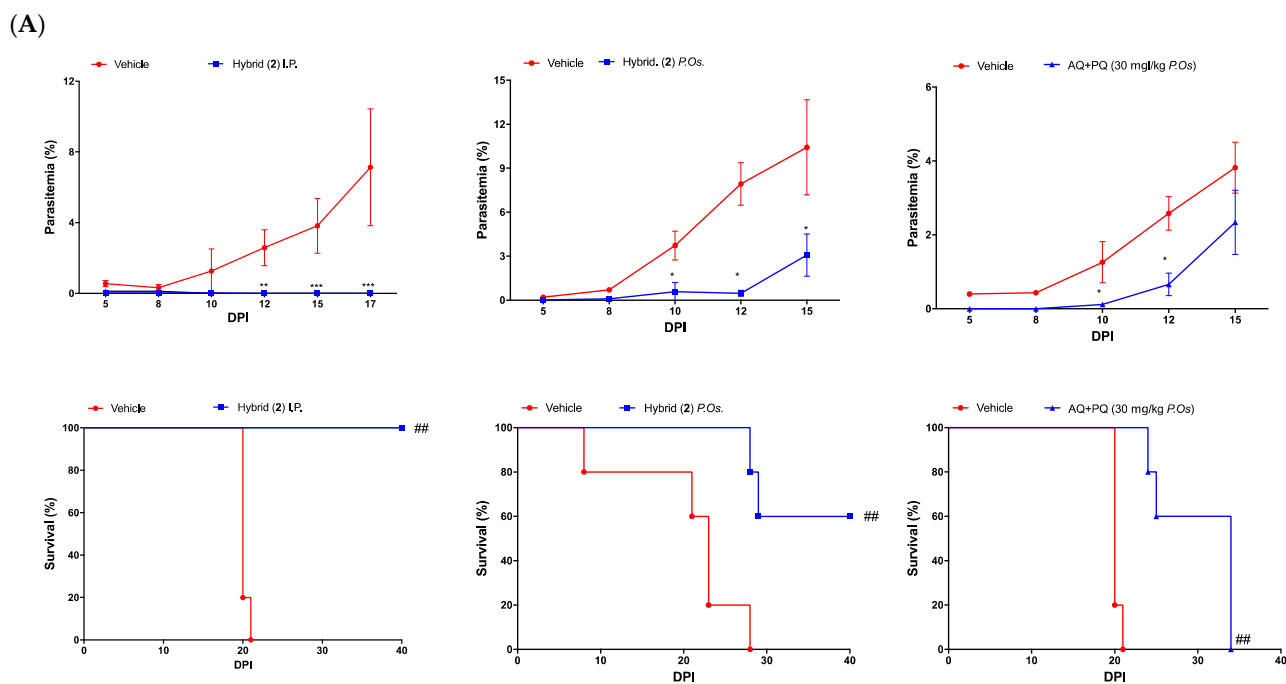 (A)
Vehicle
Hybrid (2) I.P.
Parasitemia (%)
12
8
4
0
5
8
10
12
15
17
**
***
***
DPI
Vehicle
Hybrid. (2) P.Os.
Parasitemia (%)
15
12
9
6
3
0
5
8
10
12
15
*
*
*
DPI
Vehicle
AQ+PQ (30 mgl/kg P.Os)
Parasitemia (%)
6
4
2
0
5
8
10
12
15
*
*
DPI
Vehicle
Hybrid (2) I.P.
Survival (%)
100
80
60
40
20
0
0
10
20
30
40
##
DPI
Vehicle
Hybrid (2) P.Os.
Survival (%)
100
80
60
40
20
0
0
10
20
30
40
##
DPI
Vehicle
AQ+PQ (30 mg/kg P.Os)
Survival (%)
100
80
60
40
20
0
0
10
20
30
40
##
DPI